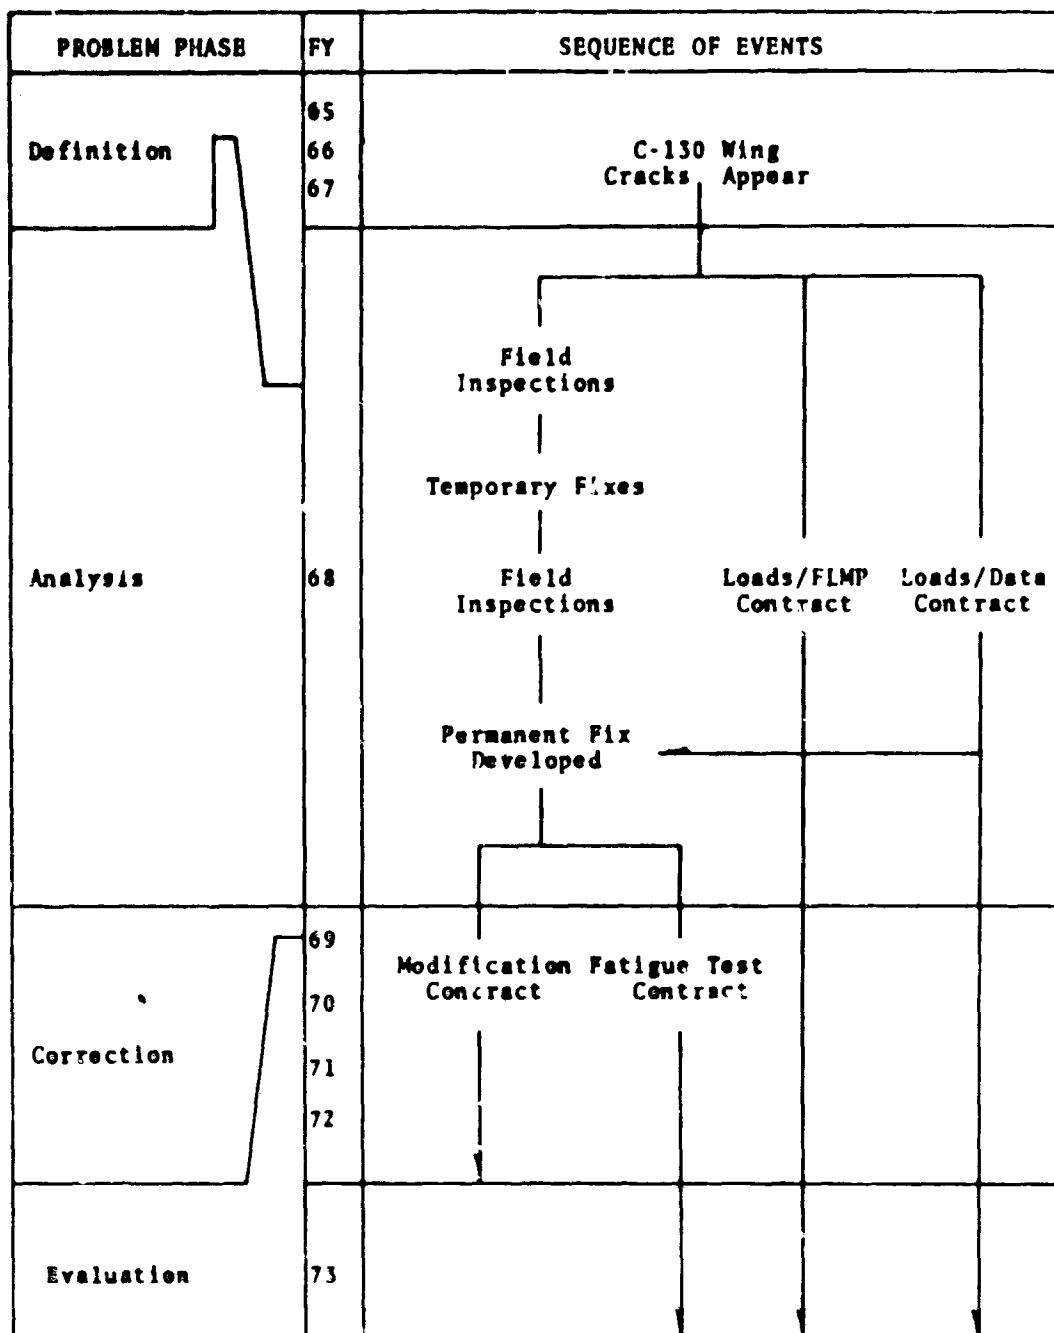 PROBLEM PHASE FY SEQUENCE OF EVENTS
65
Definition 66 C-130 Wing
67 Cracks Appear
Field
Inspections
Temporary Fixes
Analysis 68 Field Loads/FLMP Loads/Data
Inspections Contract Contract
Permanent Fix
Developed
69
Modification Fatigue Test
70 Contract Contract
Correction
71
72
Evaluation 73